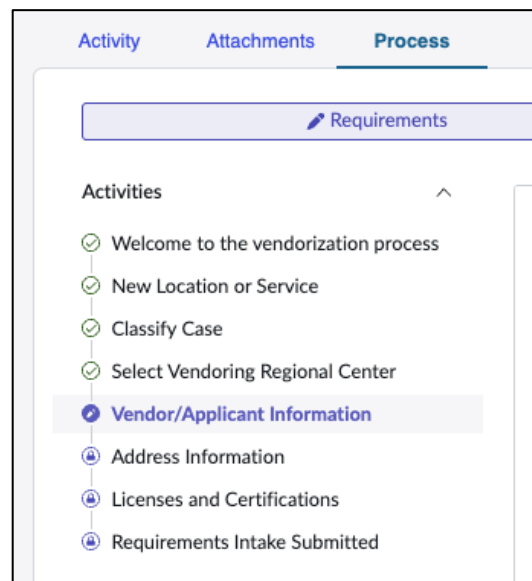 Activity Attachments Process
Requirements
Activities
Welcome to the vendorization process
New Location or Service
Classify Case
Select Vendoring Regional Center
Vendor/Applicant Information
Address Information
Licenses and Certifications
Requirements Intake Submitted